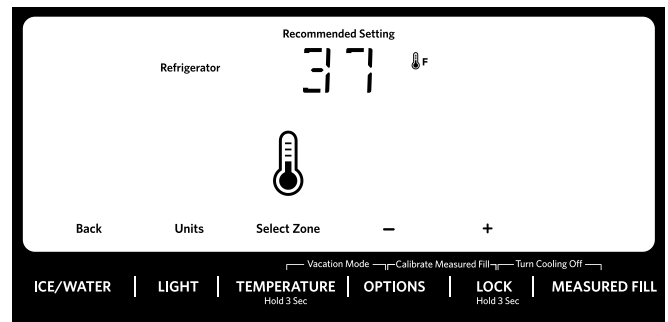 Recommended Setting
Refrigerator 37 F
Back Units Select Zone – +
Vacation Mode Calibrate Measured Fill Turn Cooling Off
ICE/WATER LIGHT TEMPERATURE OPTIONS LOCK MEASURED FILL
Hold 3 Sec Hold 3 Sec